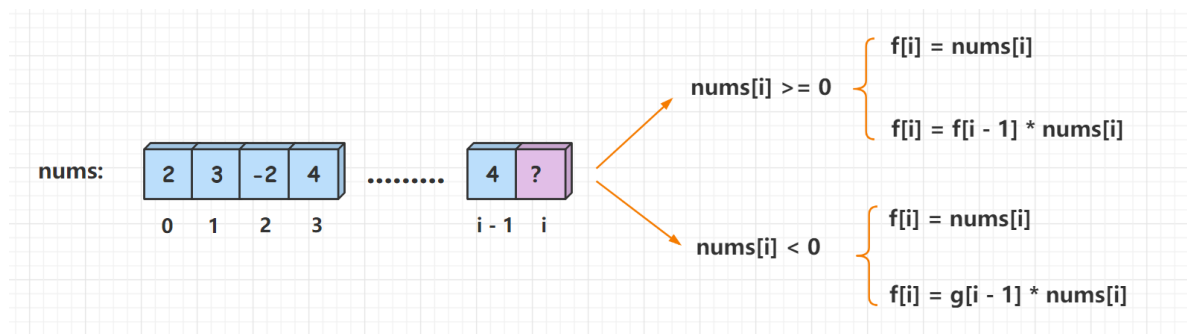 f[i] = nums[i]
nums[i] >= 0
f[i] = f[i - 1] * nums[i]
nums: 2 3 -2 4 ......... 4 ?
0 1 2 3 i - 1 i
f[i] = nums[i]
nums[i] < 0
f[i] = g[i - 1] * nums[i]